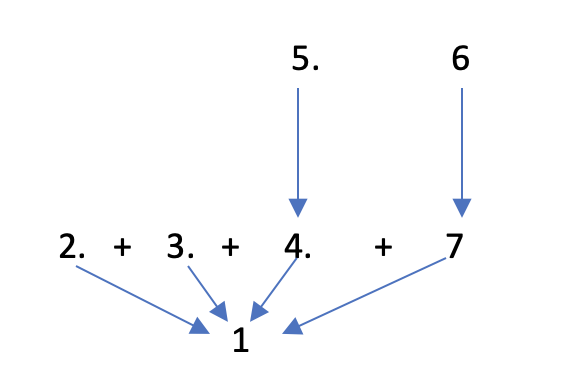 5. 6
2. + 3. + 4. + 7
1